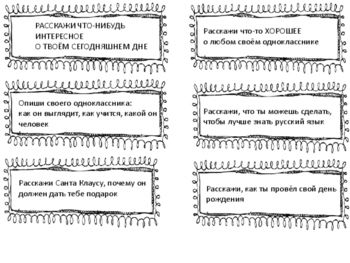 РАССКАЖИ ЧТО-НИБУДЬ
ИНТЕРЕСНОЕ
О ТВОЁМ СЕГОДНЯШНЕМ ДНЕ
Расскажи что-то ХОРОШЕЕ
о любом своём однокласснике
Опиши своего одноклассника:
как он выглядит, как учится, какой он
человек
Расскажи, что ты можешь сделать,
чтобы лучше знать русский язык
Расскажи Санта Клаусу, почему он
должен дать тебе подарок
Расскажи, как ты провёл свой день
рождения